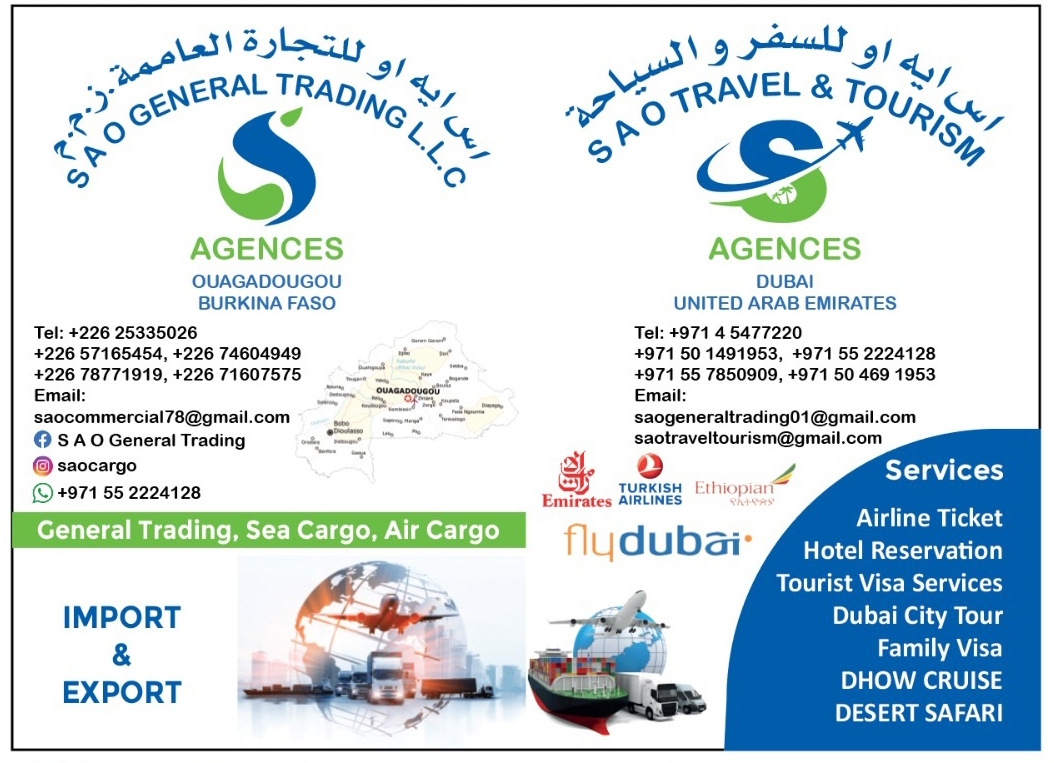 س ايه او للتجارة العاممة.ز.م.م
S A O GENERAL TRADING L.L.C
AGENCES
OUAGADOUGOU
BURKINA FASO
Tel: +226 25335026
+226 57165454, +226 74604949
+226 78771919, +226 71607575
Email:
saocommercial78@gmail.com
S A O General Trading
saocargo
+971 55 2224128
OUAGADOUGOU
Bobo
Dioulasso
General Trading, Sea Cargo, Air Cargo
IMPORT
&
EXPORT
اس ايه او للسفر و السياحة
S A O TRAVEL & TOURISM
AGENCES
DUBAI
UNITED ARAB EMIRATES
Tel: +971 4 5477220
+971 50 1491953, +971 55 2224128
+971 55 7850909, +971 50 469 1953
Email:
saogeneraltrading01@gmail.com
saotraveltourism@gmail.com
Emirates
TURKISH
AIRLINES
Ethiopian
የኢትዮጵያ
flydubai
Services
Airline Ticket
Hotel Reservation
Tourist Visa Services
Dubai City Tour
Family Visa
DHOW CRUISE
DESERT SAFARI